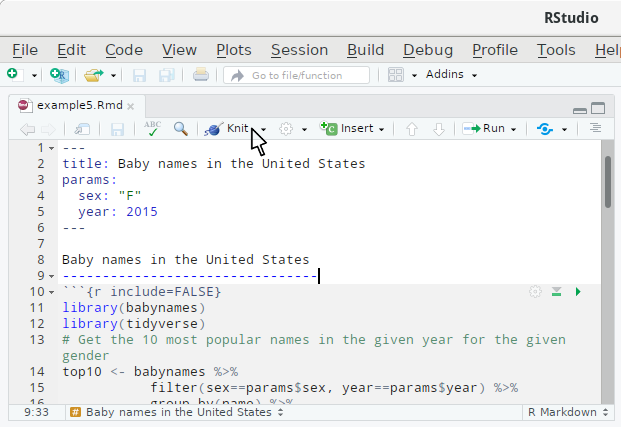 RStudio
File Edit Code View Plots Session Build Debug Profile Tools Help
Go to file/function Addins
example5.Rmd
ABC Knit Insert Run
1 ---
2 title: Baby names in the United States
3 params:
4 sex: "F"
5 year: 2015
6 ---
7
8 Baby names in the United States
9 --------------------------------
10 ```{r include=FALSE}
11 library(babynames)
12 library(tidyverse)
13 # Get the 10 most popular names in the given year for the given
gender
14 top10 <- babynames %>%
15 filter(sex==params$sex, year==params$year) %>%
16 group_by(name) %>%
9:33 # Baby names in the United States R Markdown